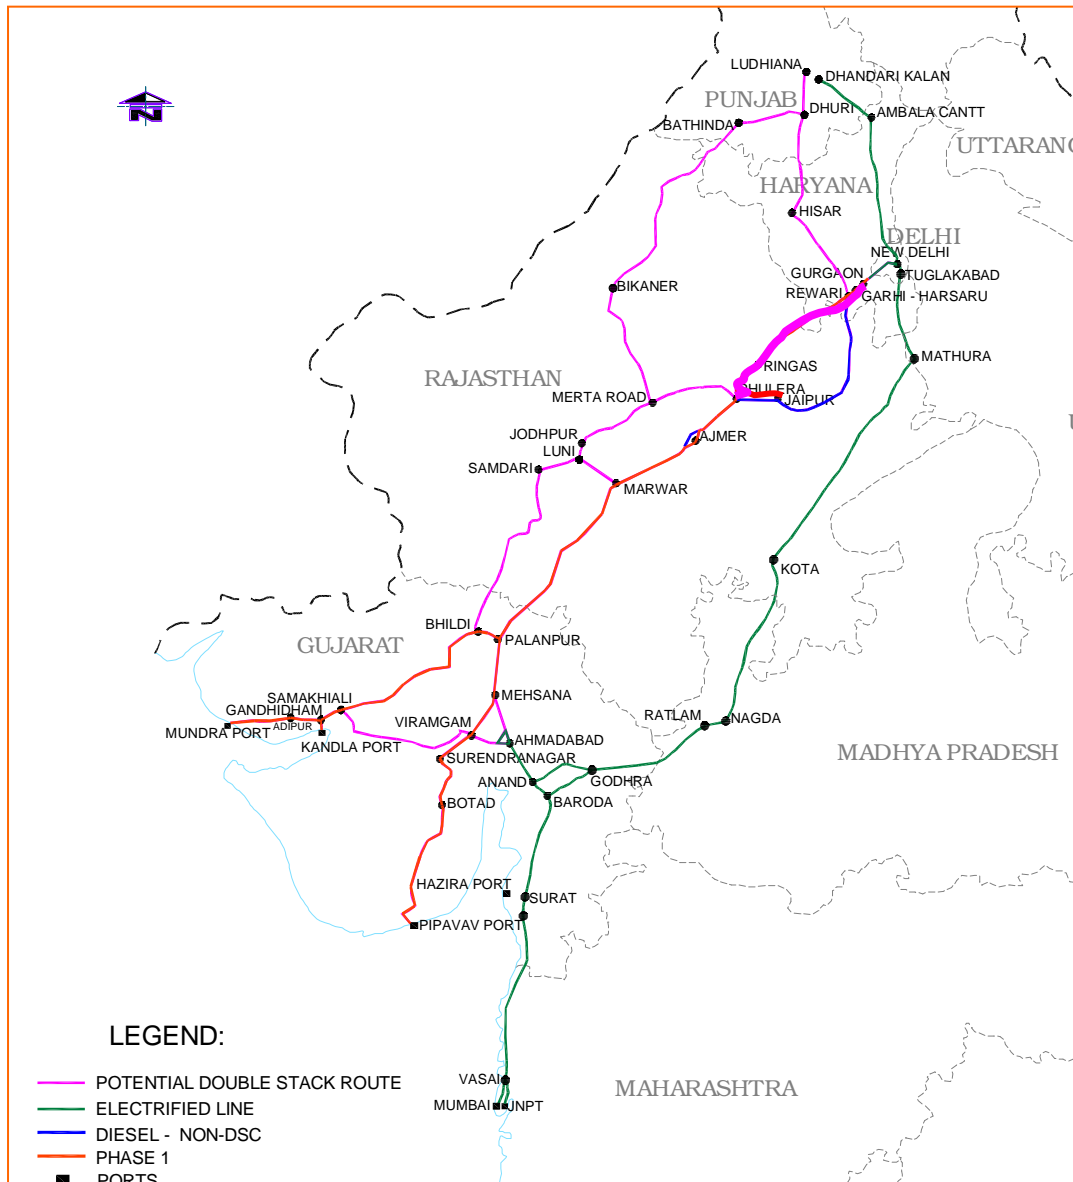 LUDHIANA
DHANDARI KALAN
PUNJAB
DHURI
AMBALA CANTT
BATHINDA
HARYANA
HISAR
DELHI
NEW DELHI
GURGAON
TUGLAKABAD
BIKANER
REWARI
GARHI - HARSARU
MATHURA
RINGAS
RAJASTHAN
MERTA ROAD
JAIPUR
JODHPUR
AJMER
LUNI
SAMDARI
MARWAR
KOTA
BHILDI
GUJARAT
PALANPUR
MEHSANA
SAMAKHIALI
GANDHIDHAM
ADIPUR
MUNDRA PORT
KANDLA PORT
VIRAMGAM
AHMADABAD
RATLAM
NAGDA
MADHYA PRADESH
SURENDRANAGAR
ANAND
GODHRA
BOTAD
BARODA
HAZIRA PORT
SURAT
PIPAVAV PORT
LEGEND:
VASAI
MAHARASHTRA
MUMBAI
JNPT
POTENTIAL DOUBLE STACK ROUTE
ELECTRIFIED LINE
DIESEL - NON-DSC
PHASE 1
PORTS